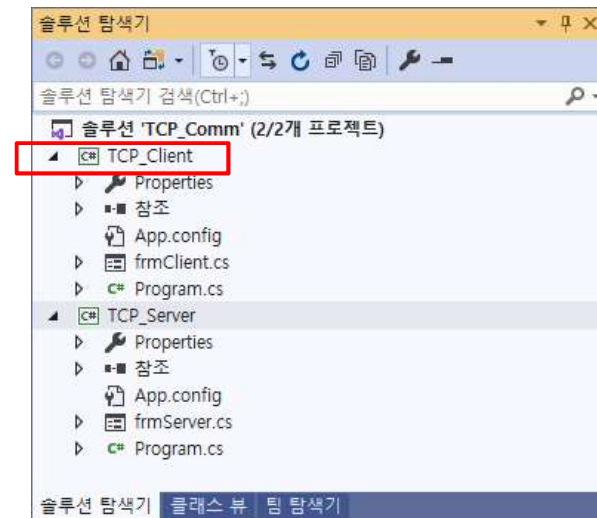 솔루션 탐색기
솔루션 탐색기 검색(Ctrl+;)
솔루션 'TCP_Comm' (2/2개 프로젝트)
C# TCP_Client
Properties
참조
App.config
frmClient.cs
C# Program.cs
C# TCP_Server
Properties
참조
App.config
frmServer.cs
C# Program.cs
솔루션 탐색기 클래스 뷰 팀 탐색기